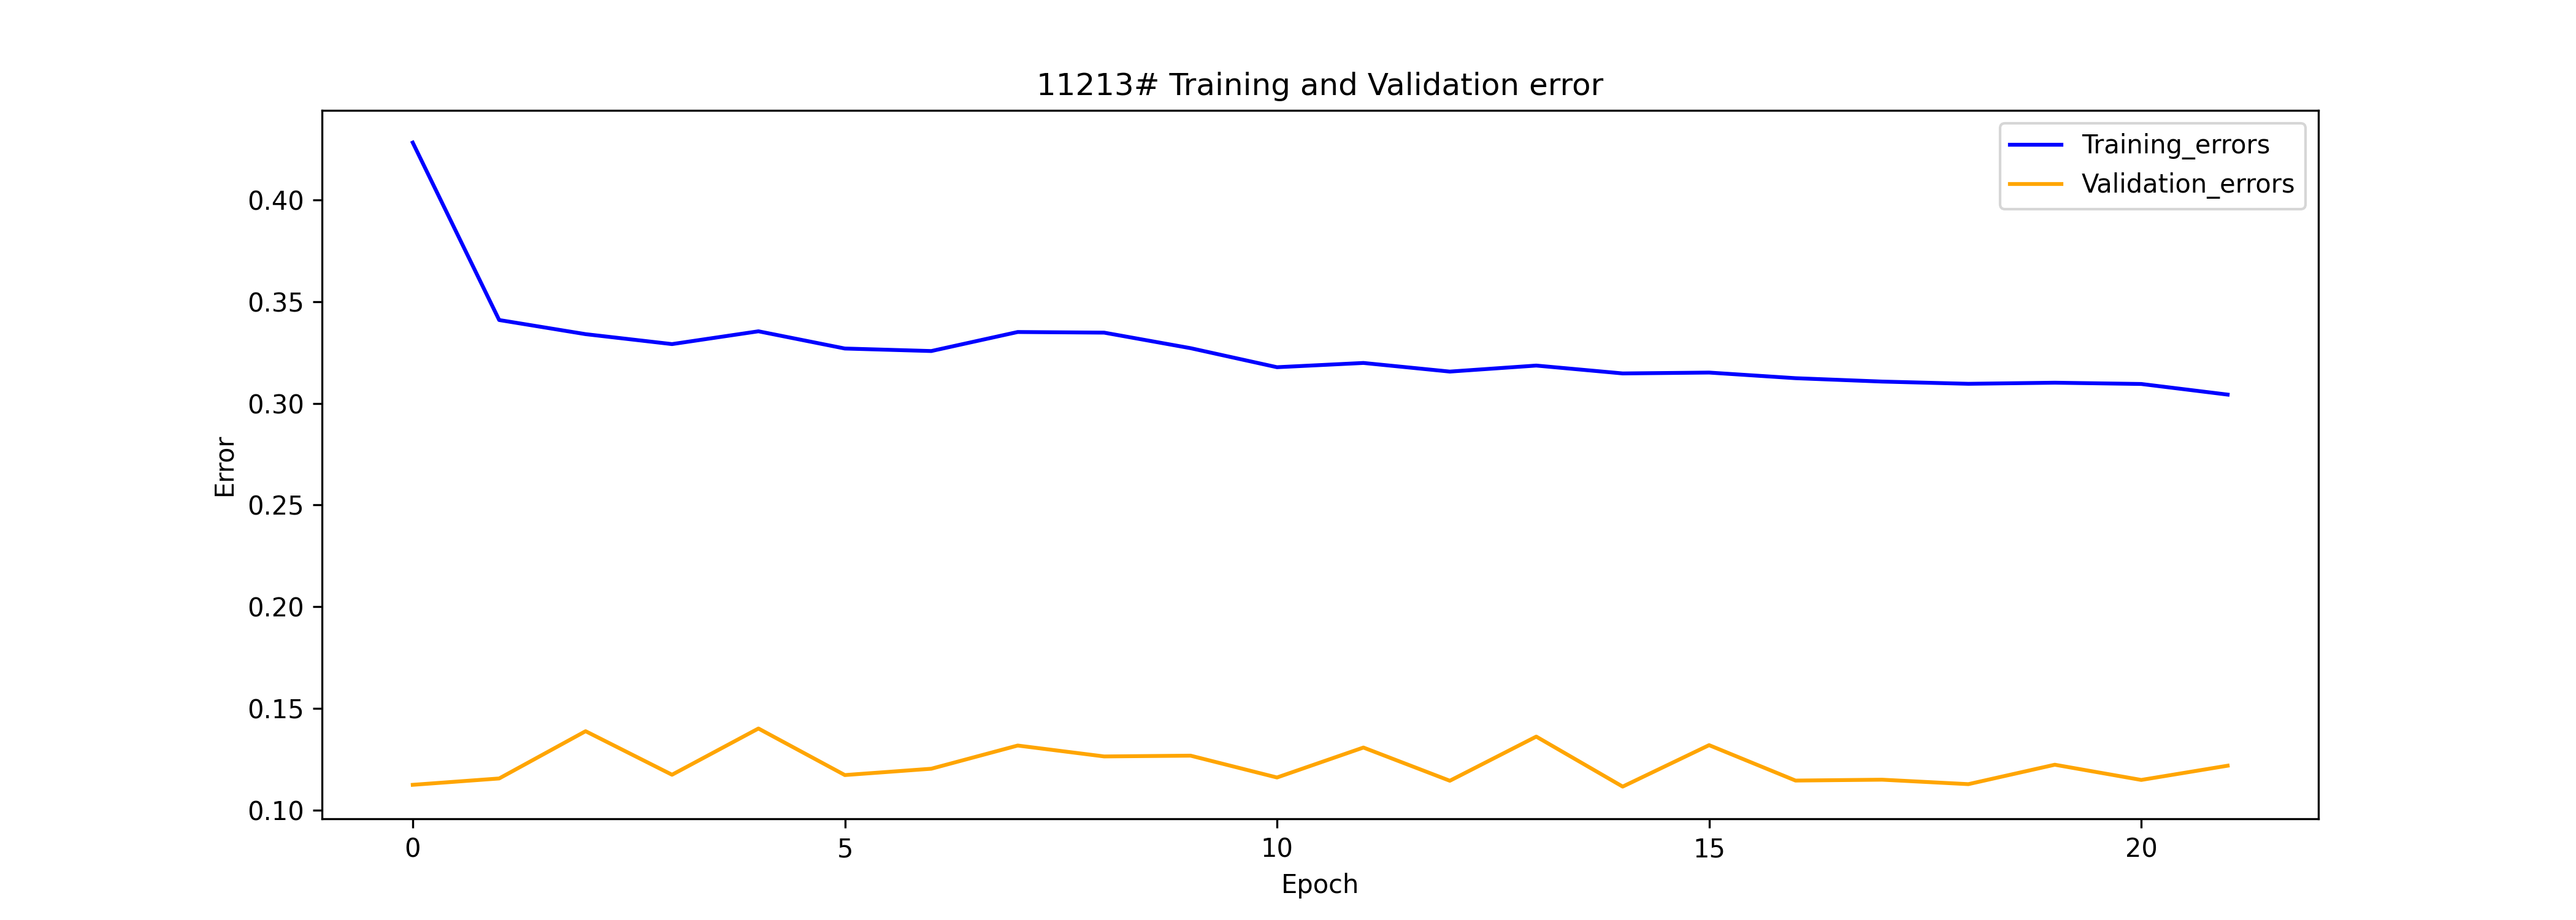 11213# Training and Validation error
Training_errors
Validation_errors
0.40
0.35
0.30
0.25
0.20
0.15
0.10
Error
0 5 10 15 20
Epoch